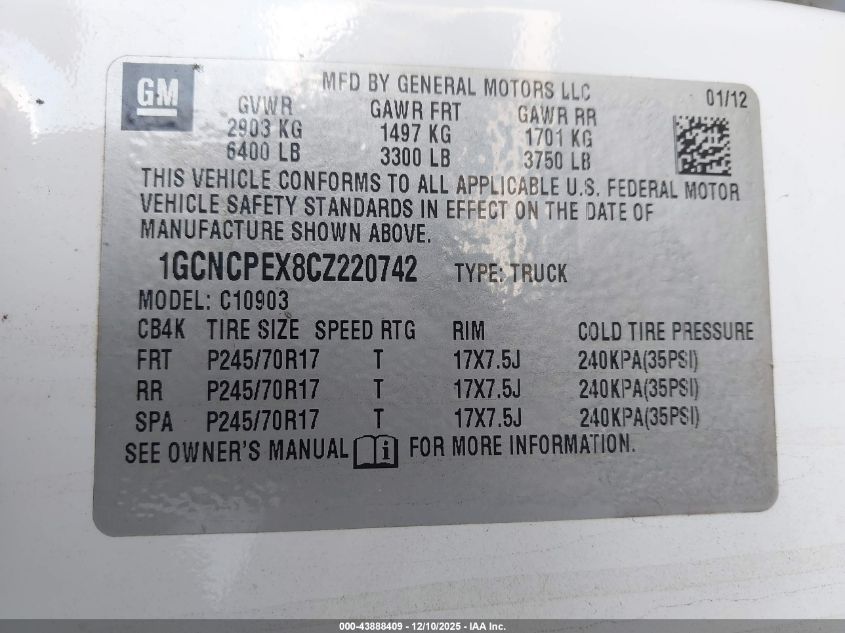 GM
MFD BY GENERAL MOTORS LLC
01/12
GVWR GAWR FRT GAWR RR
2903 KG 1497 KG 1701 KG
6400 LB 3300 LB 3750 LB
THIS VEHICLE CONFORMS TO ALL APPLICABLE U.S. FEDERAL MOTOR
VEHICLE SAFETY STANDARDS IN EFFECT ON THE DATE OF
MANUFACTURE SHOWN ABOVE.
1GCNCPEX8CZ220742 TYPE: TRUCK
MODEL: C10903
CB4K TIRE SIZE SPEED RTG RIM COLD TIRE PRESSURE
FRT P245/70R17 T 17X7.5J 240KPA(35PSI)
RR P245/70R17 T 17X7.5J 240KPA(35PSI)
SPA P245/70R17 T 17X7.5J 240KPA(35PSI)
SEE OWNER'S MANUAL i FOR MORE INFORMATION.
000-43888409 - 12/10/2025 - IAA Inc.